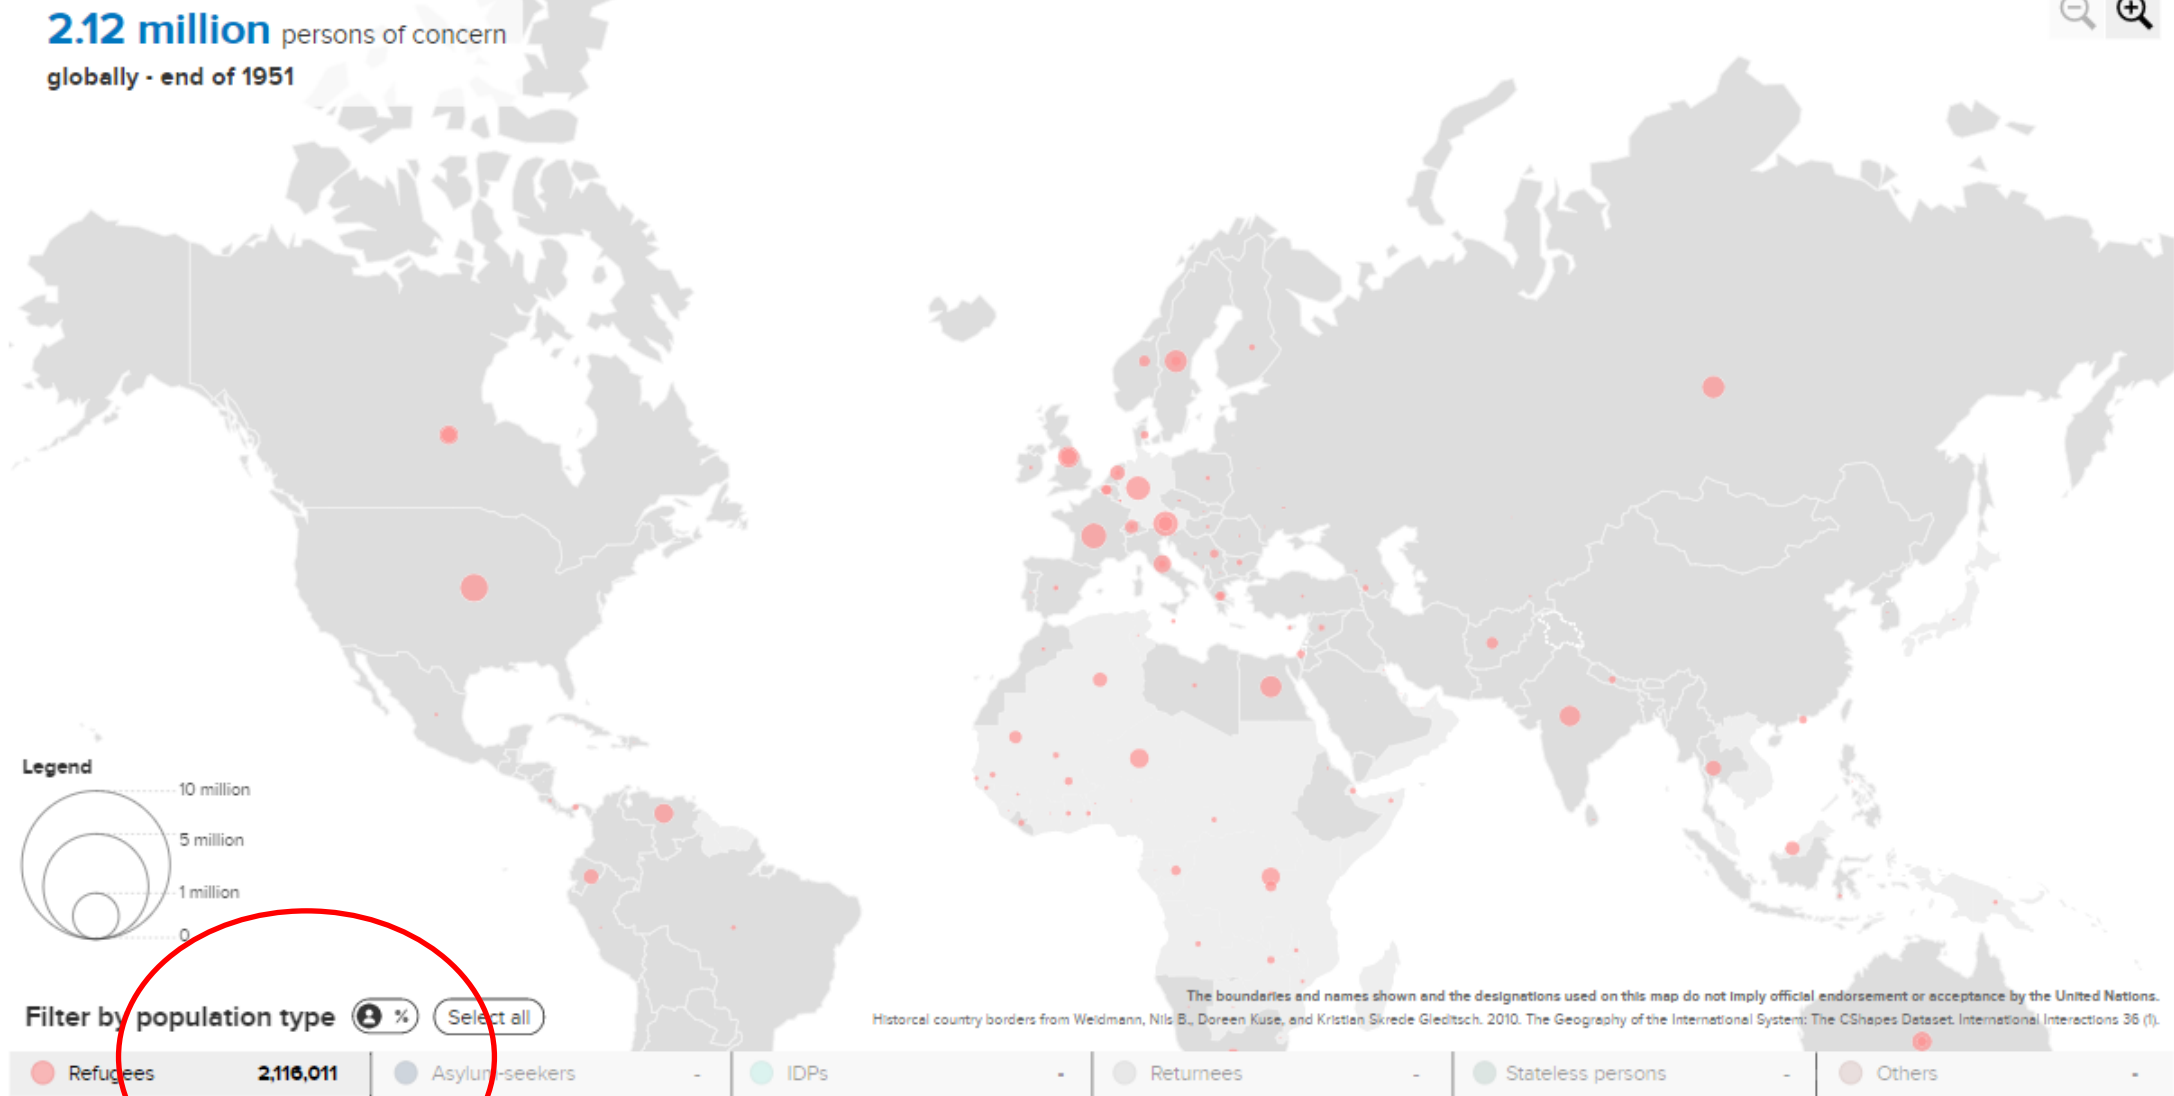 2.12 million persons of concern
globally - end of 1951
Legend
10 million
5 million
1 million
0
Filter by population type % Select all
The boundaries and names shown and the designations used on this map do not imply official endorsement or acceptance by the United Nations.
Historcal country borders from Weidmann, Nils B., Doreen Kuse, and Kristian Skrede Gleditsch. 2010. The Geography of the International System: The CShapes Dataset. International Interactions 36 (1).
Refugees 2,116,011 Asylum-seekers - IDPs - Returnees - Stateless persons - Others -